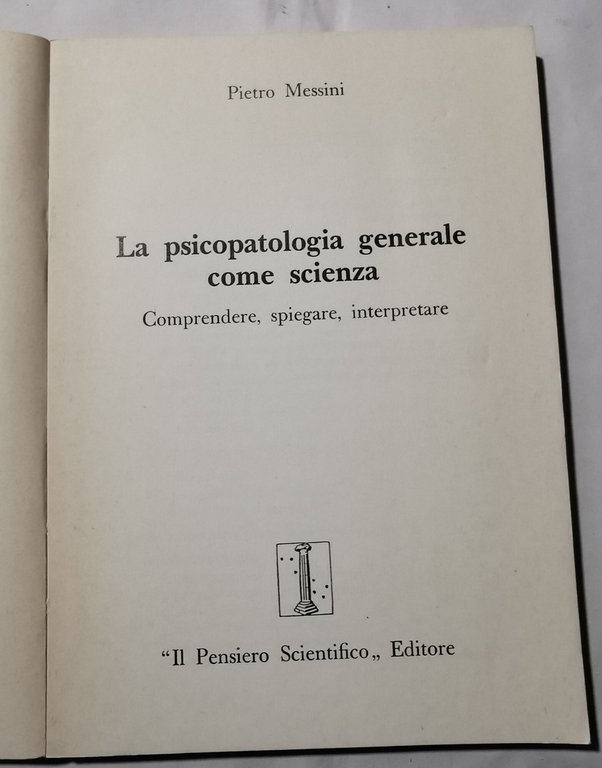 Pietro Messini
La psicopatologia generale
come scienza
Comprendere, spiegare, interpretare
“Il Pensiero Scientifico„ Editore